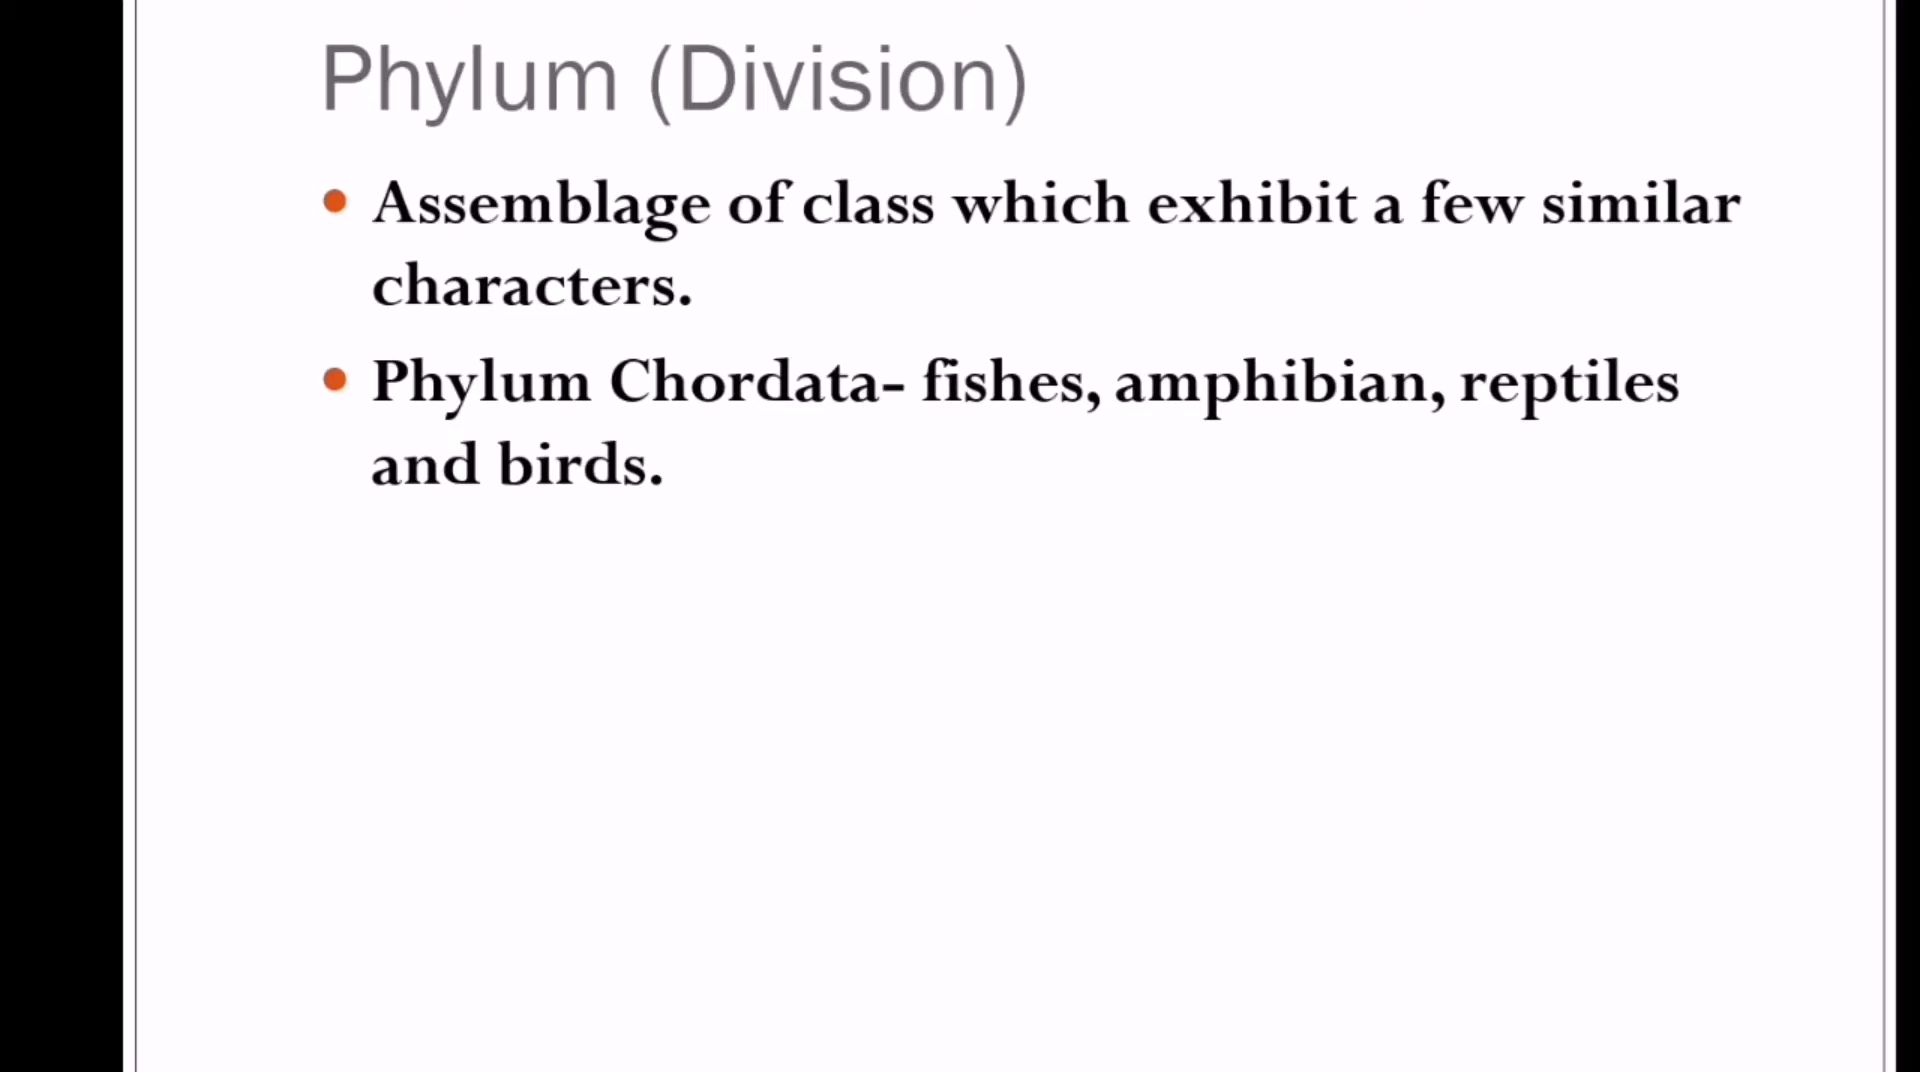 Phylum (Division)
• Assemblage of class which exhibit a few similar
characters.
• Phylum Chordata- fishes, amphibian, reptiles
and birds.